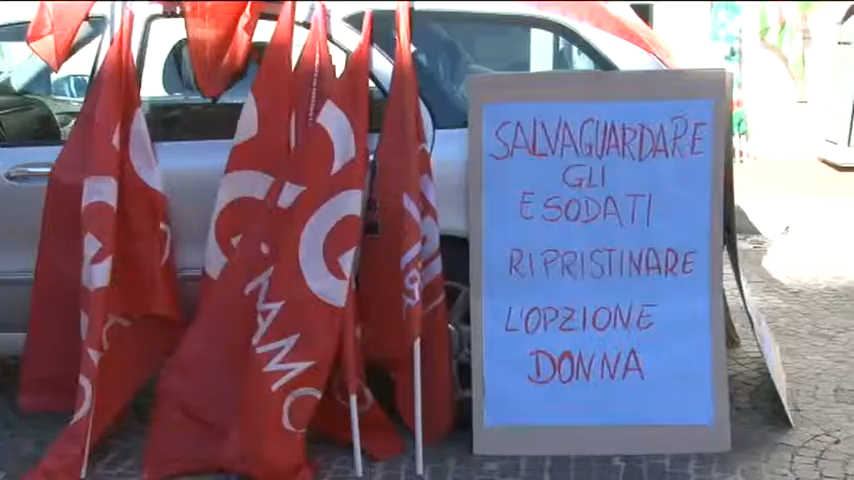 SALVAGUARDARE
GLI
ESODATI
RIPRISTINARE
L'OPZIONE
DONNA